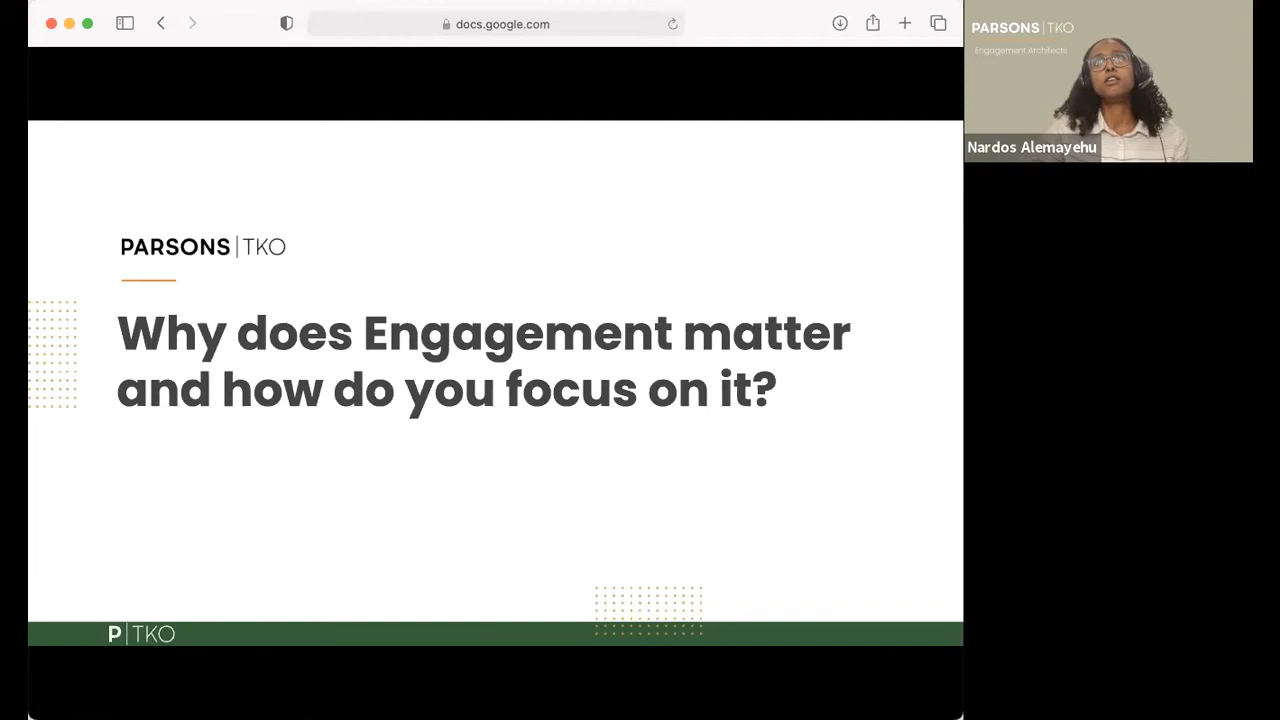 docs.google.com
PARSONS|TKO
Engagement Architects
Nardos Alemayehu
PARSONS|TKO
Why does Engagement matter
and how do you focus on it?
P|TKO